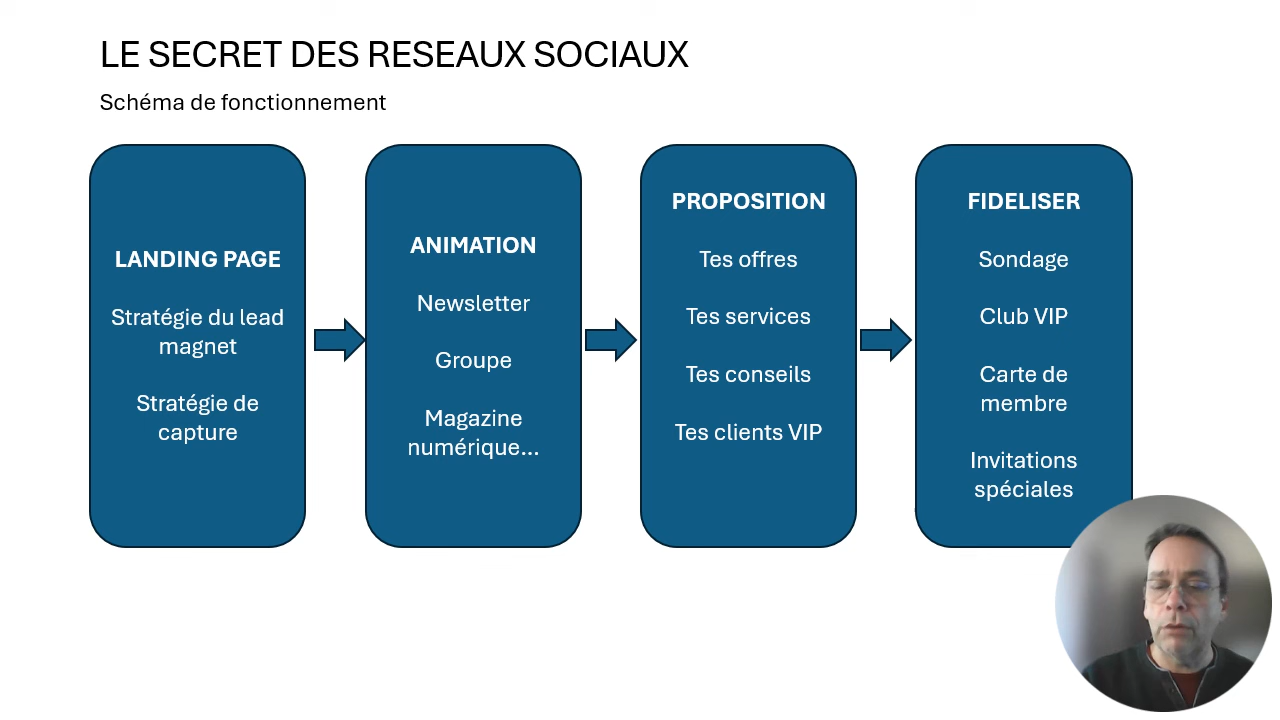 LE SECRET DES RESEAUX SOCIAUX
Schéma de fonctionnement
LANDING PAGE
Stratégie du lead
magnet
Stratégie de
capture
ANIMATION
Newsletter
Groupe
Magazine
numérique...
PROPOSITION
Tes offres
Tes services
Tes conseils
Tes clients VIP
FIDELISER
Sondage
Club VIP
Carte de
membre
Invitations
spéciales